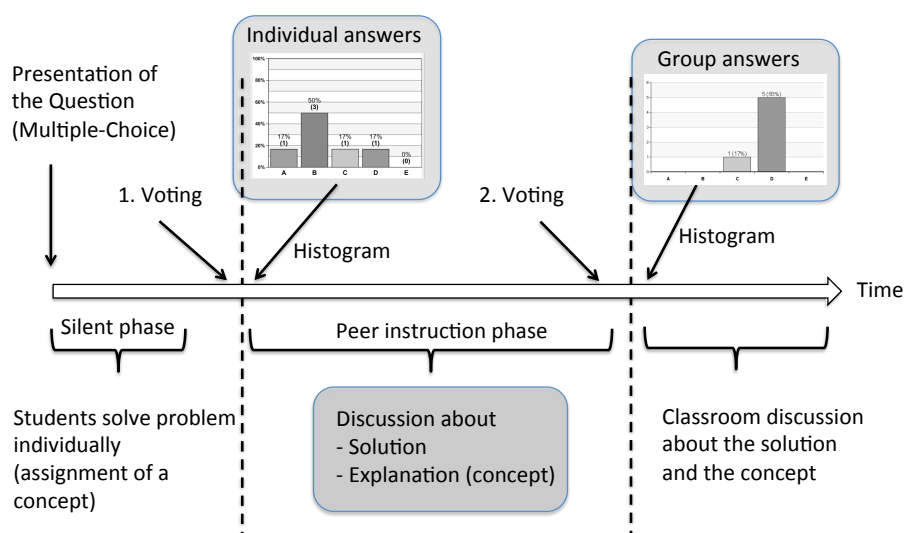 Individual answers
100%
80%
60%
40%
20%
0%
17%
(1)
50%
(3)
17%
(1)
17%
(1)
0%
(0)
A B C D E
Group answers
6
5
4
3
2
1
0
1 (17%)
5 (83%)
A B C D E
Presentation of
the Question
(Multiple-Choice)
1. Voting
Histogram
2. Voting
Histogram
Time
Silent phase
Peer instruction phase
Students solve problem
individually
(assignment of a
concept)
Discussion about
- Solution
- Explanation (concept)
Classroom discussion
about the solution
and the concept